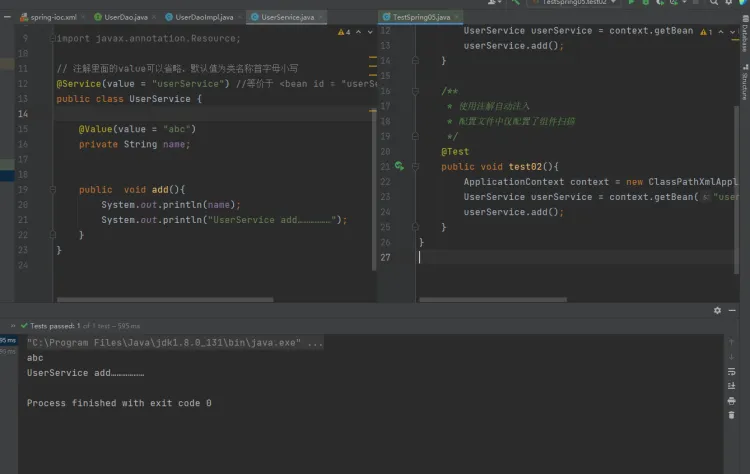 TestSpring05.test02
spring-ioc.xml
UserDao.java
UserDaoImpl.java
UserService.java
TestSpring05.java
4
1
9 import javax.annotation.Resource;
10
11 // 注解里面的value可以省略、默认值为类名称首字母小写
12 @Service(value = "userService") //等价于 <bean id = "userS
13 public class UserService {
14
15 @Value(value = "abc")
16 private String name;
17
18
19 public void add(){
20 System.out.println(name);
21 System.out.println("UserService add……………");
22 }
23 }
24
12 UserService userService = context.getBean
13 userService.add();
14 }
15
16 /**
17 * 使用注解自动注入
18 * 配置文件中仅配置了组件扫描
19 */
20 @Test
21 public void test02(){
22 ApplicationContext context = new ClassPathXmlAppl
23 UserService userService = context.getBean( s: "use
24 userService.add();
25 }
26 }
27
Database
Structure
Tests passed: 1 of 1 test – 595 ms
95 ms
"C:\Program Files\Java\jdk1.8.0_131\bin\java.exe" ...
abc
UserService add……………
Process finished with exit code 0